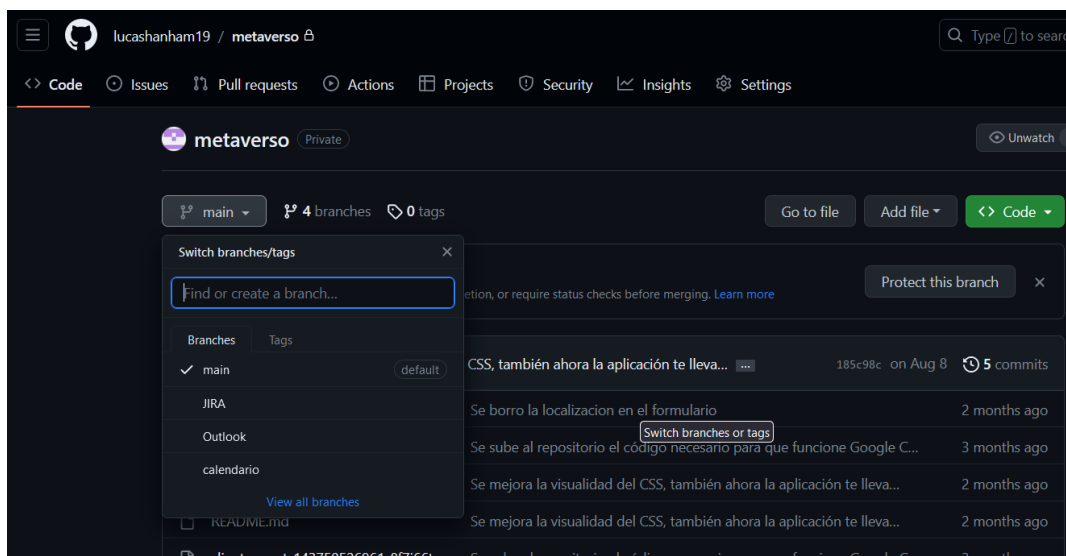 lucashanham19 / metaverso
Type / to sear
Code Issues Pull requests Actions Projects Security Insights Settings
metaverso Private
Unwatch
main 4 branches 0 tags Go to file Add file Code
Switch branches/tags
Find or create a branch...
etion, or require status checks before merging. Learn more
Protect this branch
Branches Tags
main default
CSS, también ahora la aplicación te lleva... ... 185c98c on Aug 8 5 commits
JIRA
Se borro la localizacion en el formulario 2 months ago
Switch branches or tags
Outlook
Se sube al repositorio el código necesario para que funcione Google C... 3 months ago
calendario
Se mejora la visualidad del CSS, también ahora la aplicación te lleva... 2 months ago
View all branches
README.md Se mejora la visualidad del CSS, también ahora la aplicación te lleva... 2 months ago